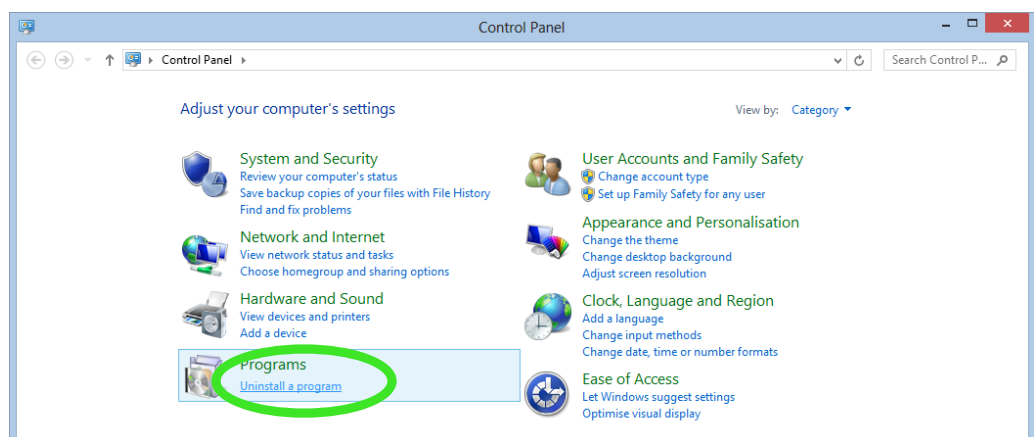 Control Panel
Control Panel
Search Control P...
Adjust your computer's settings
View by: Category
System and Security
Review your computer's status
Save backup copies of your files with File History
Find and fix problems
Network and Internet
View network status and tasks
Choose homegroup and sharing options
Hardware and Sound
View devices and printers
Add a device
Programs
Uninstall a program
User Accounts and Family Safety
Change account type
Set up Family Safety for any user
Appearance and Personalisation
Change the theme
Change desktop background
Adjust screen resolution
Clock, Language and Region
Add a language
Change input methods
Change date, time or number formats
Ease of Access
Let Windows suggest settings
Optimise visual display